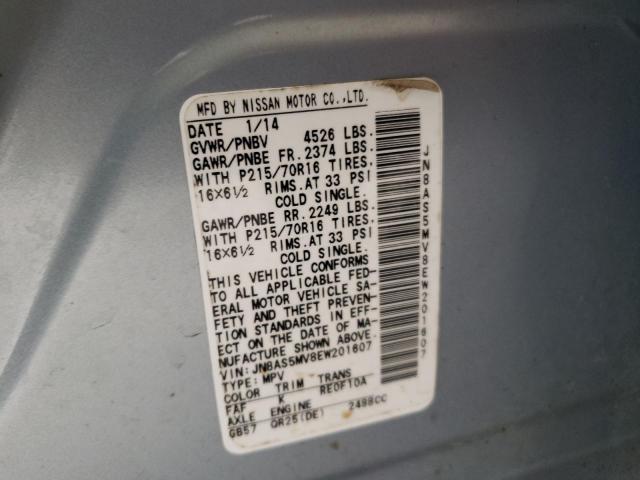 MFD BY NISSAN MOTOR CO.,LTD.
DATE 1/14
GVWR/PNBV 4526 LBS.
GAWR/PNBE FR. 2374 LBS.
WITH P215/70R16 TIRES.
16X6½ RIMS.AT 33 PSI
COLD SINGLE.
GAWR/PNBE RR. 2249 LBS.
WITH P215/70R16 TIRES.
16X6½ RIMS.AT 33 PSI
COLD SINGLE.
THIS VEHICLE CONFORMS
TO ALL APPLICABLE FED-
ERAL MOTOR VEHICLE SA-
FETY AND THEFT PREVEN-
TION STANDARDS IN EFF-
ECT ON THE DATE OF MA-
NUFACTURE SHOWN ABOVE.
VIN: JN8AS5MV8EW201607
TYPE: MPV
COLOR TRIM TRANS
FAF K RE0F10A
AXLE ENGINE
GB57 QR25(DE) 2488CC
JN8AS5MV8EW201607